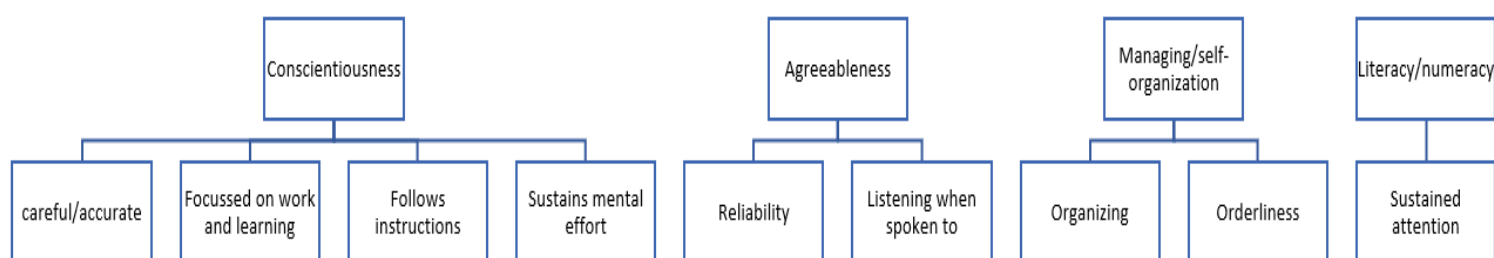 Conscientiousness
Agreeableness
Managing/self-
organization
Literacy/numeracy
careful/accurate
Focussed on work
and learning
Follows
instructions
Sustains mental
effort
Reliability
Listening when
spoken to
Organizing
Orderliness
Sustained
attention